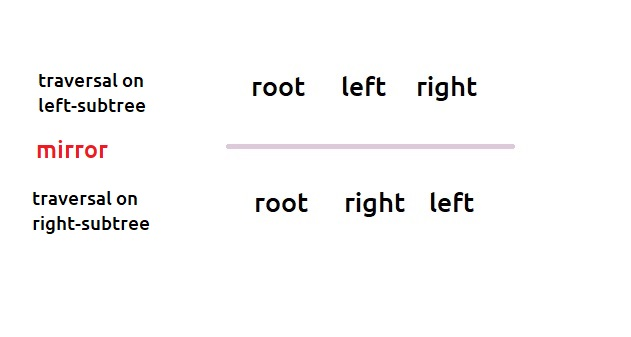 traversal on
left-subtree
root left right
mirror
traversal on
right-subtree
root right left